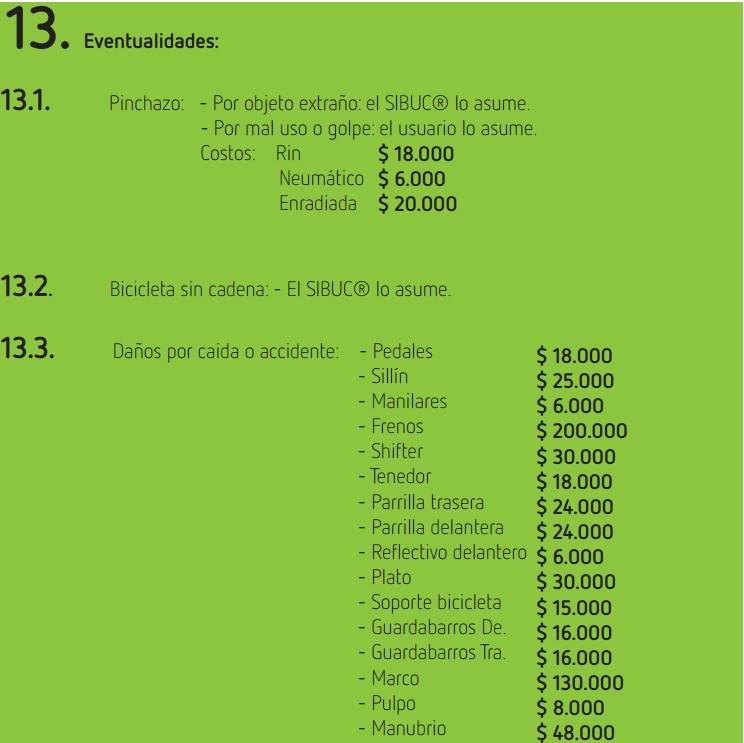 13. Eventualidades:
13.1. Pinchazo: - Por objeto extraño: el SIBUC® lo asume.
- Por mal uso o golpe: el usuario lo asume.
Costos: Rin $ 18.000
Neumático $ 6.000
Enradiada $ 20.000
13.2. Bicicleta sin cadena: - El SIBUC® lo asume.
13.3. Daños por caida o accidente: - Pedales $ 18.000
- Sillín $ 25.000
- Manilares $ 6.000
- Frenos $ 200.000
- Shifter $ 30.000
- Tenedor $ 18.000
- Parrilla trasera $ 24.000
- Parrilla delantera $ 24.000
- Reflectivo delantero $ 6.000
- Plato $ 30.000
- Soporte bicicleta $ 15.000
- Guardabarros De. $ 16.000
- Guardabarros Tra. $ 16.000
- Marco $ 130.000
- Pulpo $ 8.000
- Manubrio $ 48.000